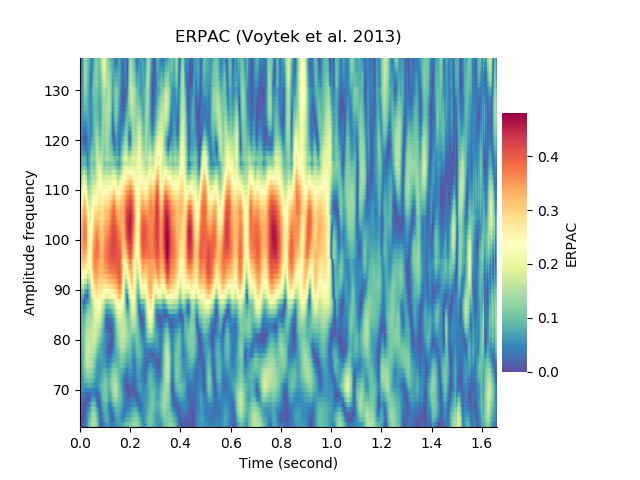 ERPAC (Voytek et al. 2013)
Amplitude frequency
130
120
110
100
90
80
70
0.0 0.2 0.4 0.6 0.8 1.0 1.2 1.4 1.6
Time (second)
0.4
0.3
0.2
0.1
0.0
ERPAC